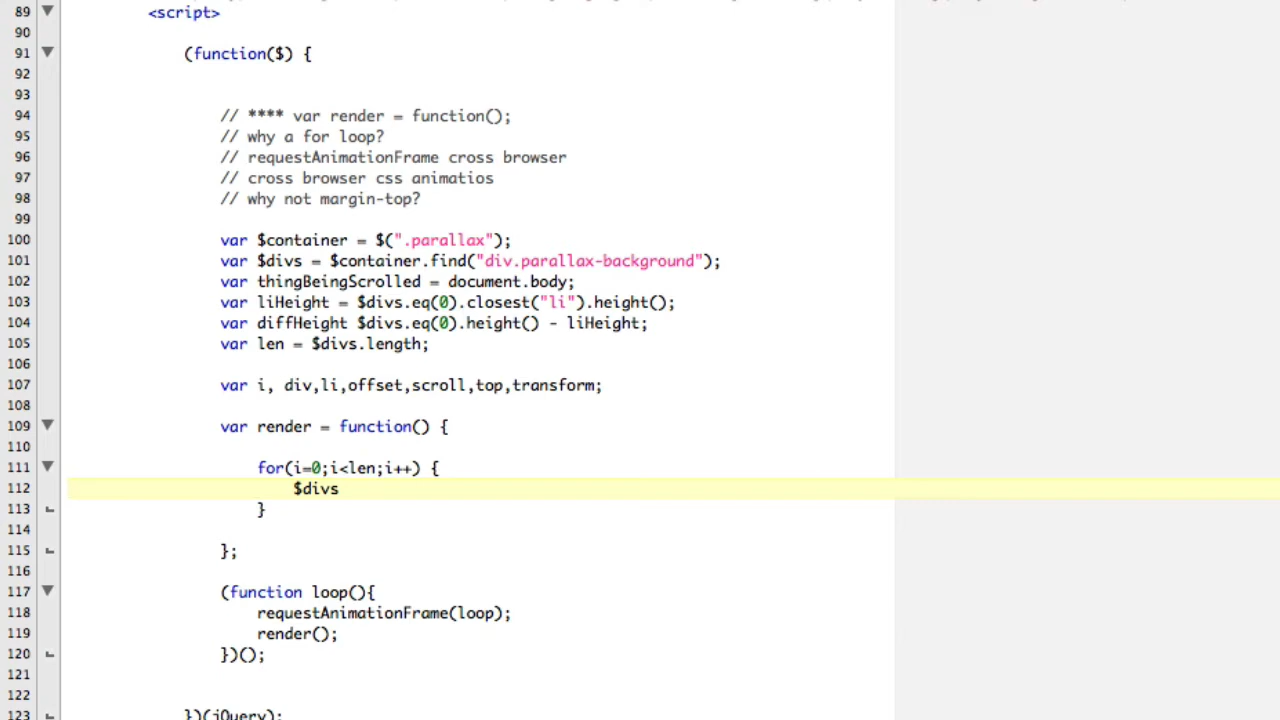 89 <script>
90
91 (function($) {
92
93
94 // **** var render = function();
95 // why a for loop?
96 // requestAnimationFrame cross browser
97 // cross browser css animatios
98 // why not margin-top?
99
100 var $container = $(".parallax");
101 var $divs = $container.find("div.parallax-background");
102 var thingBeingScrolled = document.body;
103 var liHeight = $divs.eq(0).closest("li").height();
104 var diffHeight $divs.eq(0).height() - liHeight;
105 var len = $divs.length;
106
107 var i, div,li,offset,scroll,top,transform;
108
109 var render = function() {
110
111 for(i=0;i<len;i++) {
112 $divs
113 }
114
115 };
116
117 (function loop(){
118 requestAnimationFrame(loop);
119 render();
120 })();
121
122
123 })(jQuery);